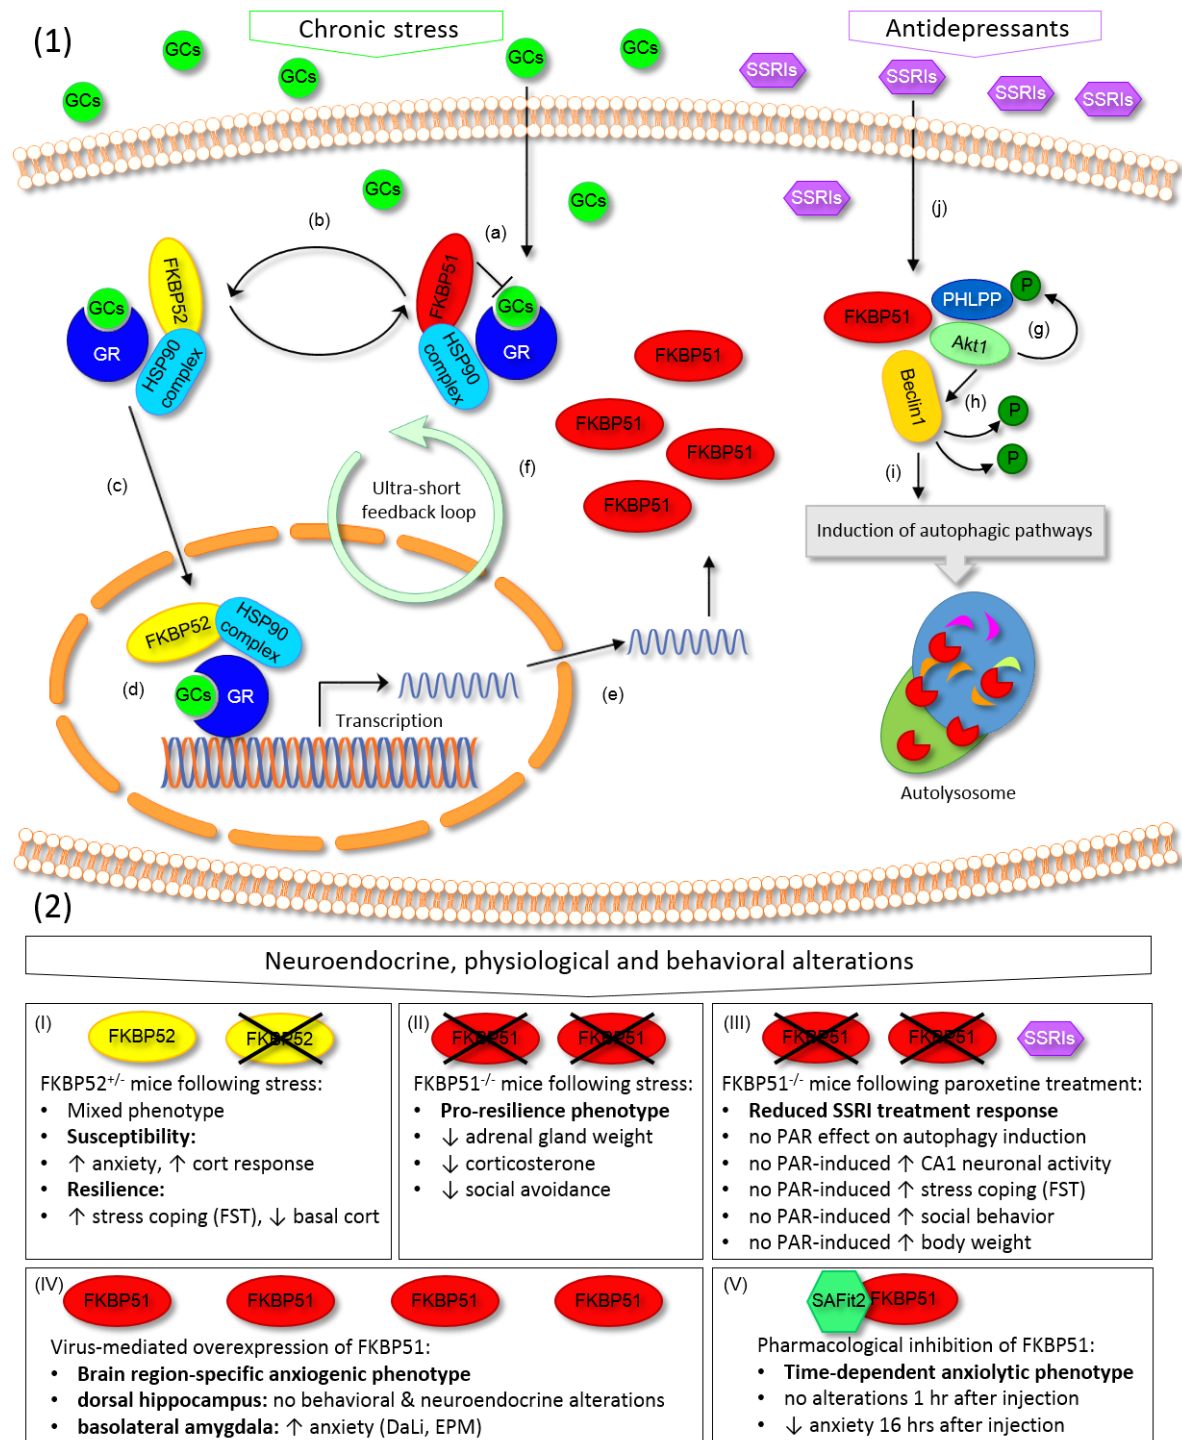 (1)
Chronic stress
Antidepressants
GCs
GCs
GCs
GCs
GCs
SSRIs
SSRIs
SSRIs
SSRIs
GCs
GCs
SSRIs
(j)
(b)
(a)
FKBP52
GCs
GR
HSP90
complex
FKBP51
GCs
GR
HSP90
complex
FKBP51
FKBP51
FKBP51
FKBP51
FKBP51
PHLPP
P
(g)
Akt1
Beclin1
(h)
P
P
(i)
(c)
(f)
Ultra-short
feedback loop
Induction of autophagic pathways
FKBP52
HSP90
complex
(d)
GCs
GR
(e)
Transcription
Autolysosome
(2)
Neuroendocrine, physiological and behavioral alterations
(I)
FKBP52
FKBP52
FKBP52+/- mice following stress:
• Mixed phenotype
• Susceptibility:
• ↑ anxiety, ↑ cort response
• Resilience:
• ↑ stress coping (FST), ↓ basal cort
(II)
FKBP51
FKBP51
FKBP51-/- mice following stress:
• Pro-resilience phenotype
• ↓ adrenal gland weight
• ↓ corticosterone
• ↓ social avoidance
(III)
FKBP51
FKBP51
SSRIs
FKBP51-/- mice following paroxetine treatment:
• Reduced SSRI treatment response
• no PAR effect on autophagy induction
• no PAR-induced ↑ CA1 neuronal activity
• no PAR-induced ↑ stress coping (FST)
• no PAR-induced ↑ social behavior
• no PAR-induced ↑ body weight
(IV)
FKBP51
FKBP51
FKBP51
FKBP51
Virus-mediated overexpression of FKBP51:
• Brain region-specific anxiogenic phenotype
• dorsal hippocampus: no behavioral & neuroendocrine alterations
• basolateral amygdala: ↑ anxiety (DaLi, EPM)
(V)
SAFit2
FKBP51
Pharmacological inhibition of FKBP51:
• Time-dependent anxiolytic phenotype
• no alterations 1 hr after injection
• ↓ anxiety 16 hrs after injection